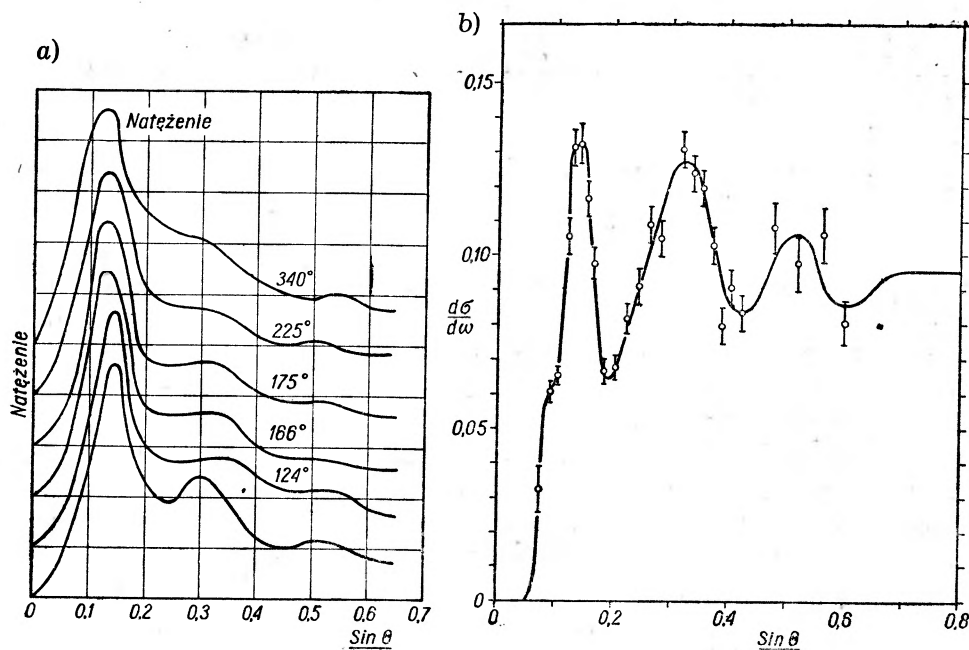 a)
Natężenie
340°
225°
175°
166°
124°
Natężenie
0 0,1 0,2 0,3 0,4 0,5 0,6 0,7
Sin θ
b)
0,15
0,10
dσ
dω
0,05
0
0 0,2 0,4 0,6 0,8
Sin θ